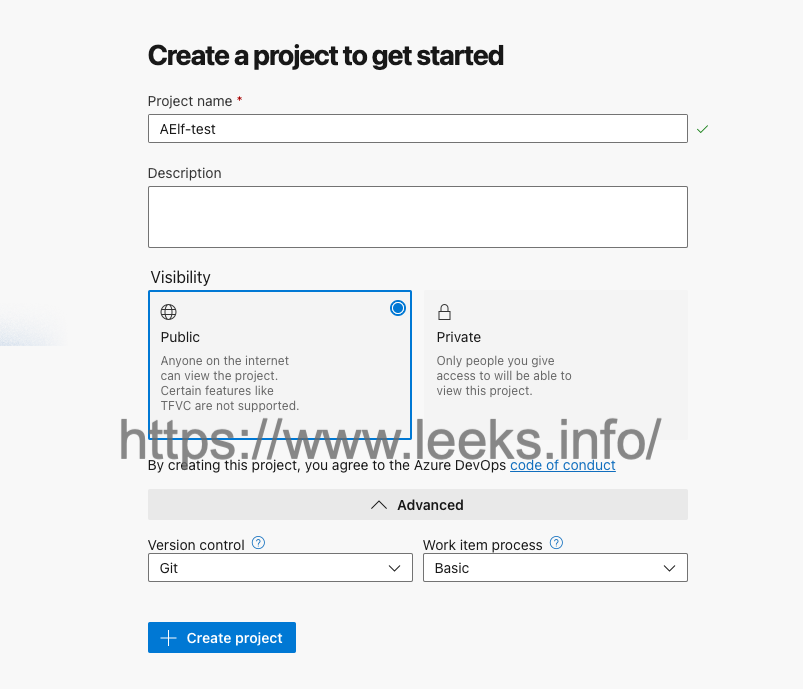 Create a project to get started
Project name *
AElf-test
Description
Visibility
Public
Anyone on the internet
can view the project.
Certain features like
TFVC are not supported.
Private
Only people you give
access to will be able to
view this project.
https://www.leeks.info/
By creating this project, you agree to the Azure DevOps code of conduct
Advanced
Version control ?
Work item process ?
Git
Basic
Create project